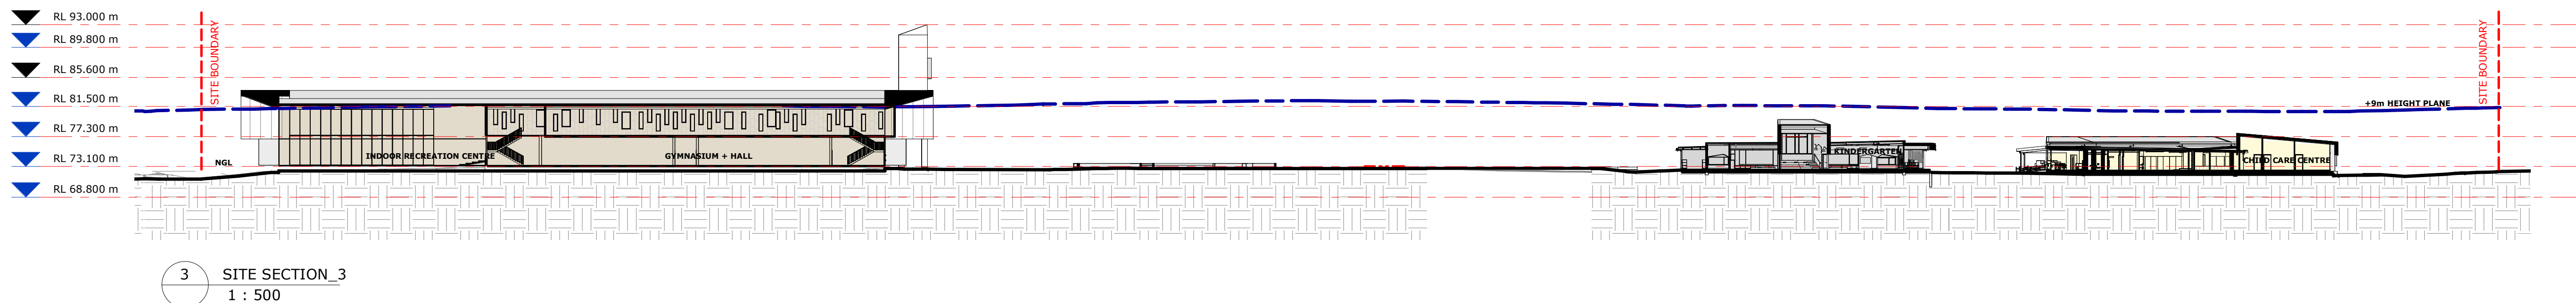 RL 93.000 m
RL 89.800 m
RL 85.600 m
RL 81.500 m
RL 77.300 m
RL 73.100 m
RL 68.800 m
SITE BOUNDARY
NGL
INDOOR RECREATION CENTRE
GYMNASIUM + HALL
KINDERGARTEN
CHILD CARE CENTRE
+9m HEIGHT PLANE
SITE BOUNDARY
3
SITE SECTION_3
1 : 500